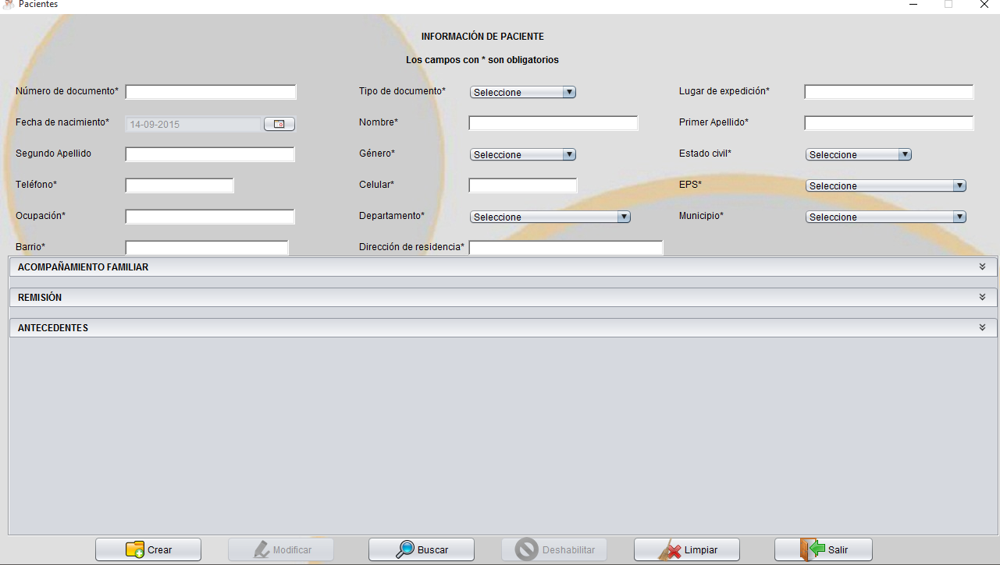 Pacientes
INFORMACIÓN DE PACIENTE
Los campos con * son obligatorios
Número de documento* Tipo de documento* Seleccione Lugar de expedición*
Fecha de nacimiento* 14-09-2015 Nombre* Primer Apellido*
Segundo Apellido Género* Seleccione Estado civil* Seleccione
Teléfono* Celular* EPS* Seleccione
Ocupación* Departamento* Seleccione Municipio* Seleccione
Barrio* Dirección de residencia*
ACOMPAÑAMIENTO FAMILIAR
REMISIÓN
ANTECEDENTES
Crear Modificar Buscar Deshabilitar Limpiar Salir